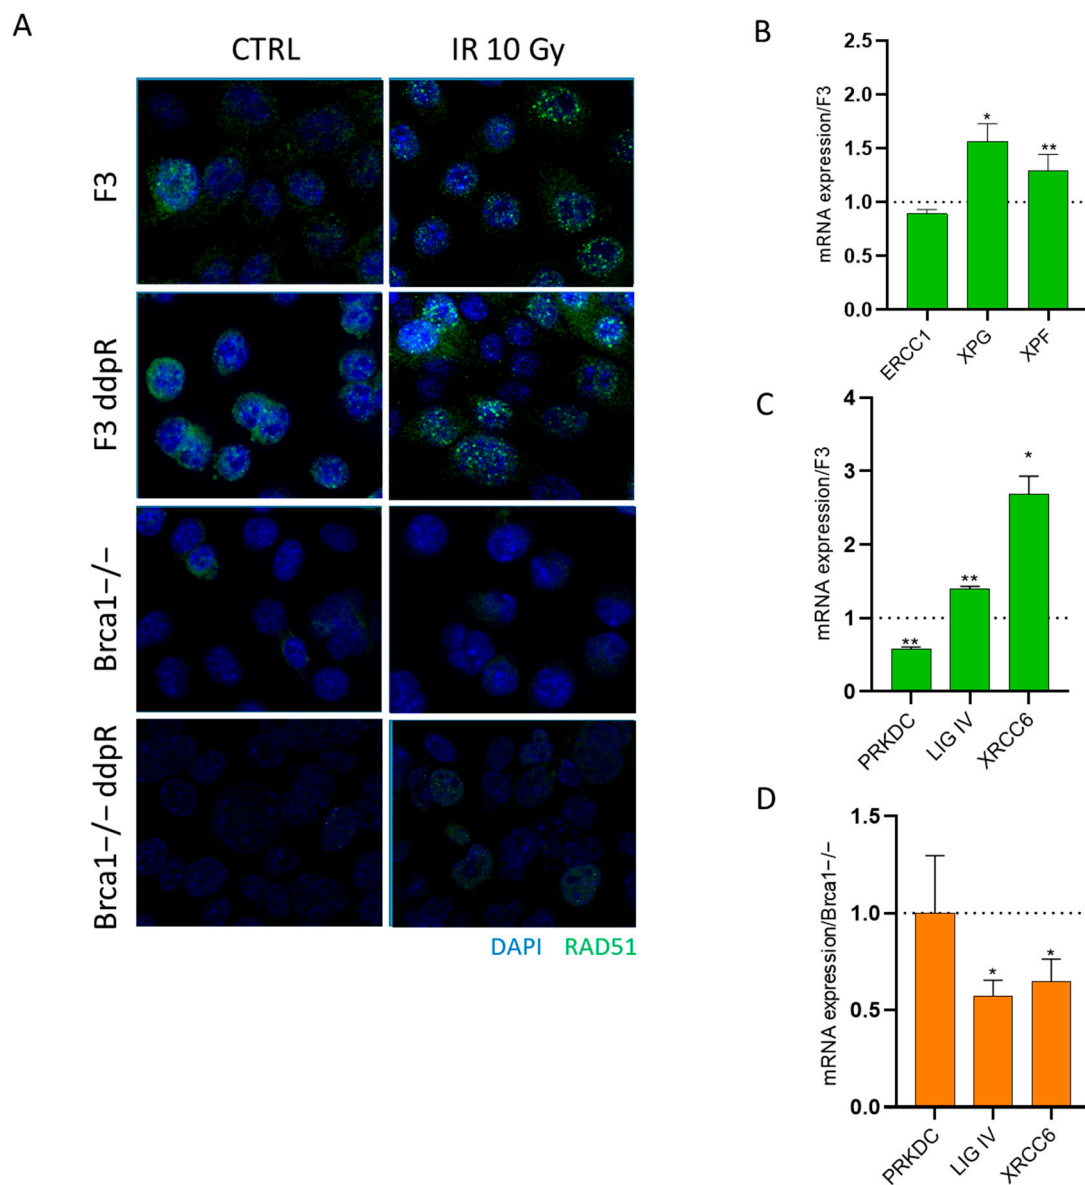 A
CTRL
IR 10 Gy
F3
F3 ddpR
Brca1−/−
Brca1−/− ddpR
DAPI
RAD51
B
mRNA expression/F3
2.5
2.0
1.5
1.0
0.5
0.0
*
**
ERCC1
XPG
XPF
C
mRNA expression/F3
4
3
2
1
0
**
**
*
PRKDC
LIG IV
XRCC6
D
mRNA expression/Brca1−/−
1.5
1.0
0.5
0.0
*
*
PRKDC
LIG IV
XRCC6